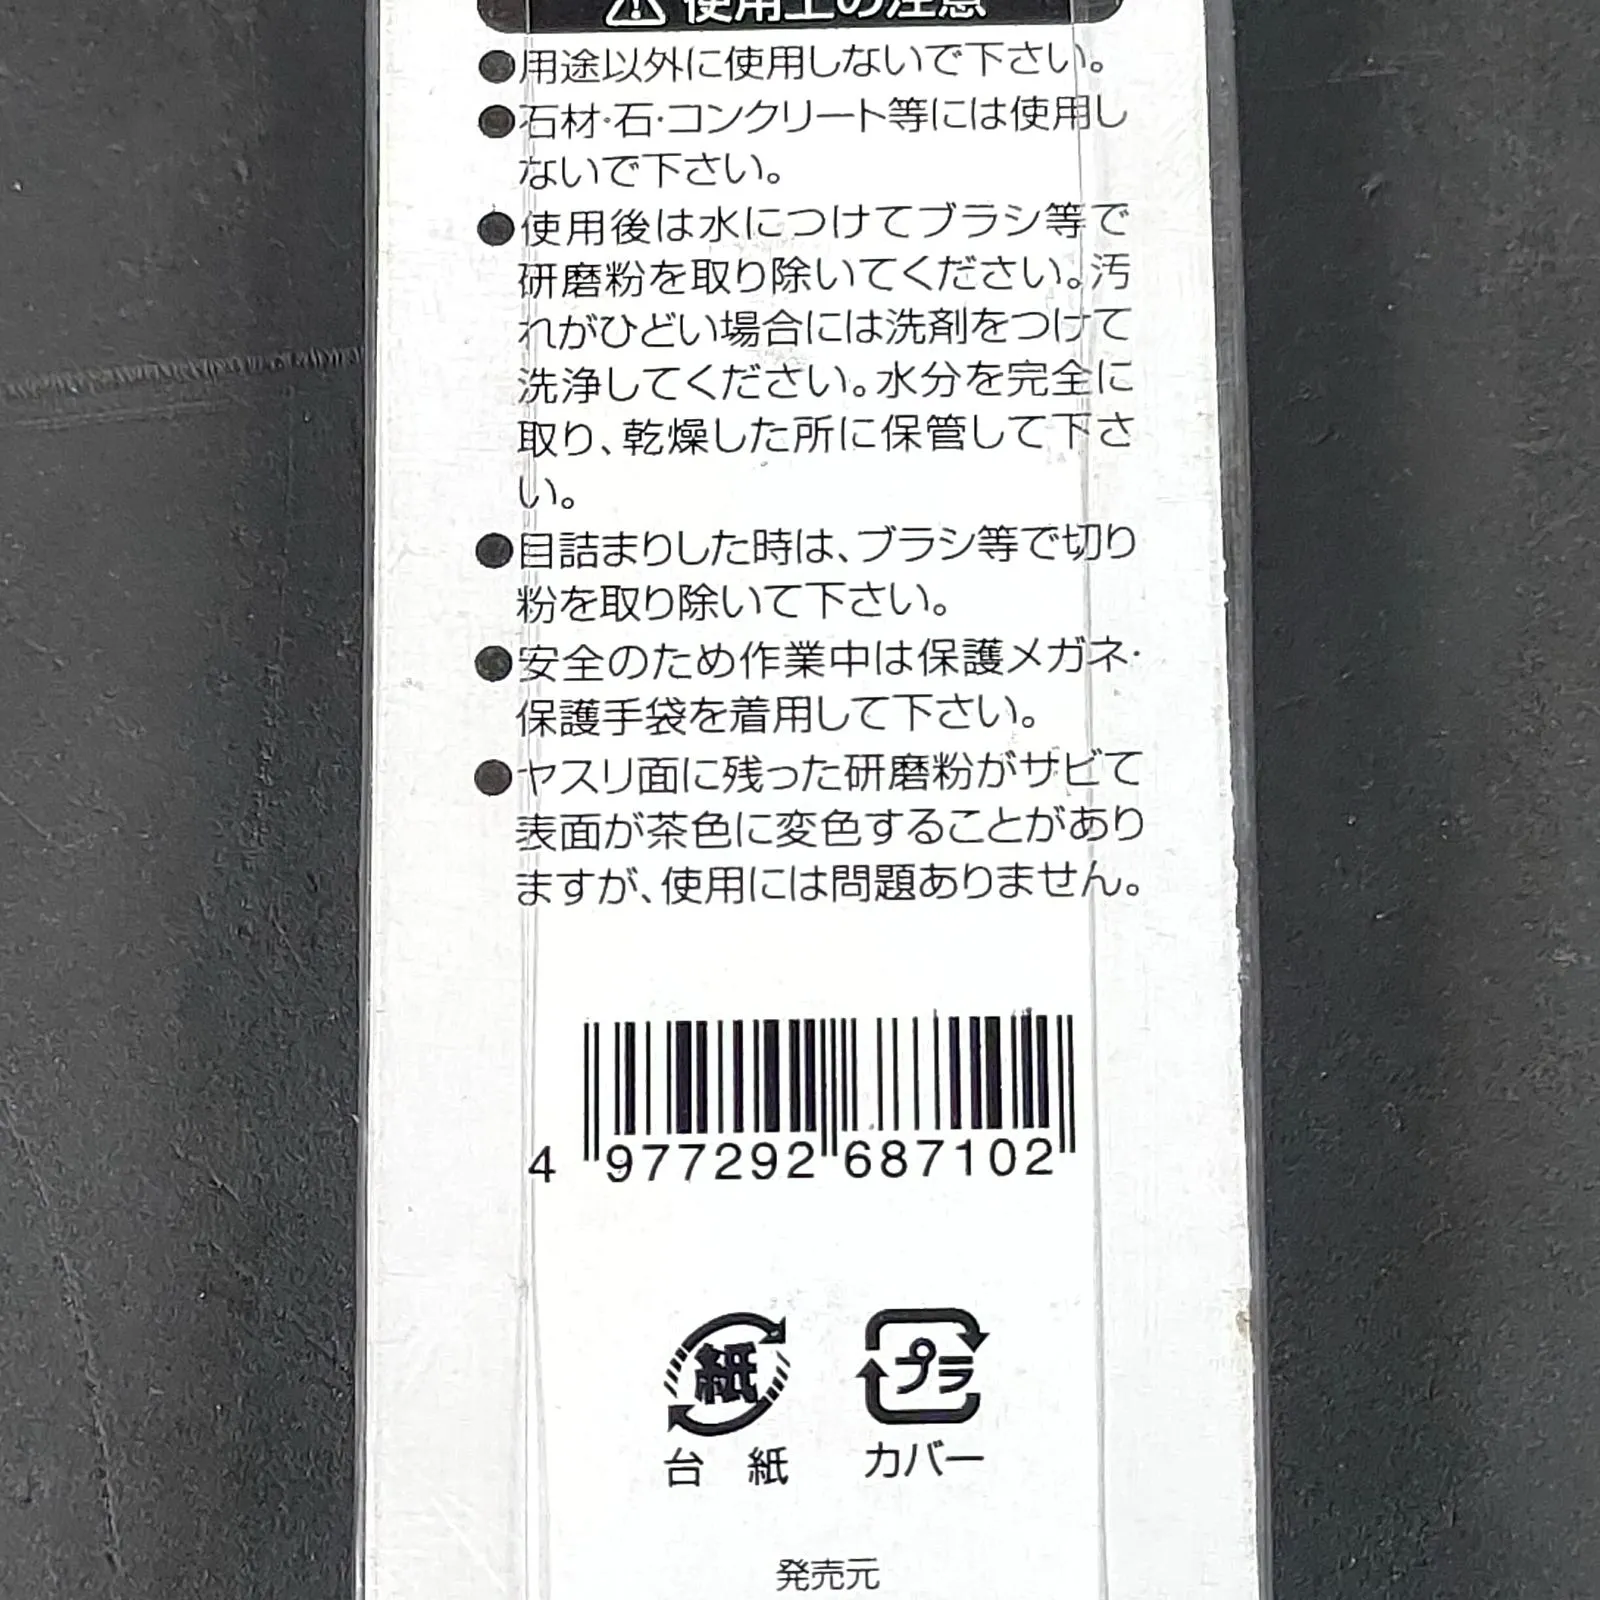 ⚠ 使用上の注意
●用途以外に使用しないで下さい。
●石材・石・コンクリート等には使用し
ないで下さい。
●使用後は水につけてブラシ等で
研磨粉を取り除いてください。汚
れがひどい場合には洗剤をつけて
洗浄してください。水分を完全に
取り、乾燥した所に保管して下さ
い。
●目詰まりした時は、ブラシ等で切り
粉を取り除いて下さい。
●安全のため作業中は保護メガネ・
保護手袋を着用して下さい。
●ヤスリ面に残った研磨粉がサビて
表面が茶色に変色することがあり
ますが、使用には問題ありません。
4 977292 687102
紙 プラ
台紙 カバー
発売元